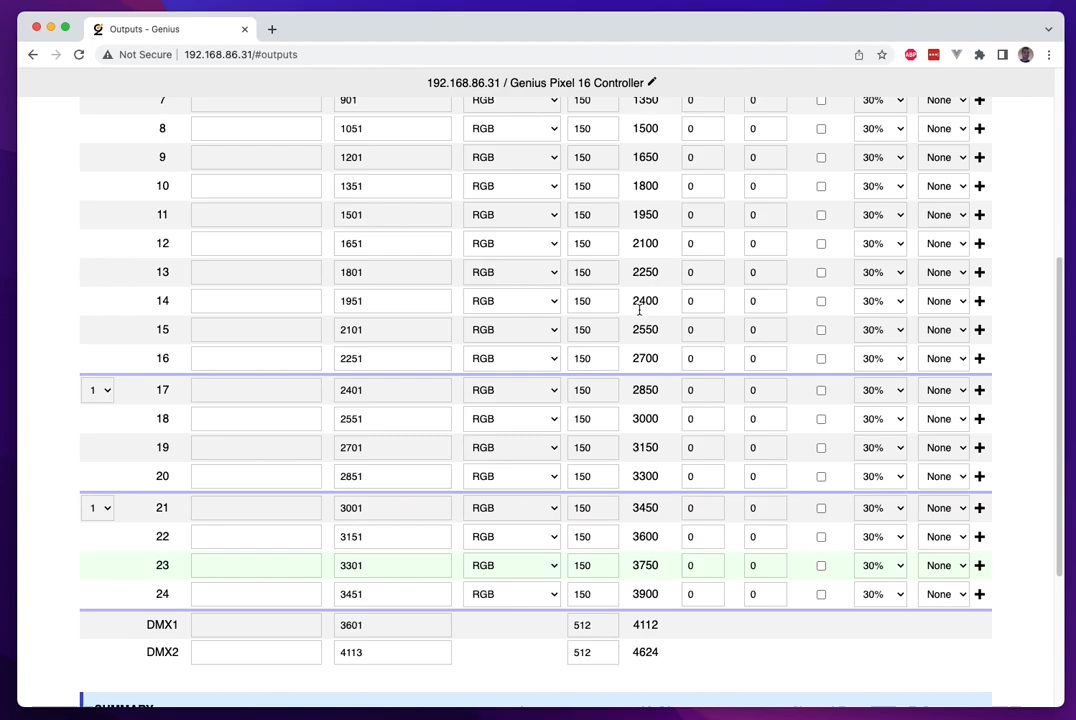 Outputs - Genius
Not Secure | 192.168.86.31/#outputs
ABP
192.168.86.31 / Genius Pixel 16 Controller
7 901 RGB 150 1350 0 0 30% None
8 1051 RGB 150 1500 0 0 30% None
9 1201 RGB 150 1650 0 0 30% None
10 1351 RGB 150 1800 0 0 30% None
11 1501 RGB 150 1950 0 0 30% None
12 1651 RGB 150 2100 0 0 30% None
13 1801 RGB 150 2250 0 0 30% None
14 1951 RGB 150 2400 0 0 30% None
15 2101 RGB 150 2550 0 0 30% None
16 2251 RGB 150 2700 0 0 30% None
1 17 2401 RGB 150 2850 0 0 30% None
18 2551 RGB 150 3000 0 0 30% None
19 2701 RGB 150 3150 0 0 30% None
20 2851 RGB 150 3300 0 0 30% None
1 21 3001 RGB 150 3450 0 0 30% None
22 3151 RGB 150 3600 0 0 30% None
23 3301 RGB 150 3750 0 0 30% None
24 3451 RGB 150 3900 0 0 30% None
DMX1 3601 512 4112
DMX2 4113 512 4624
SUMMARY